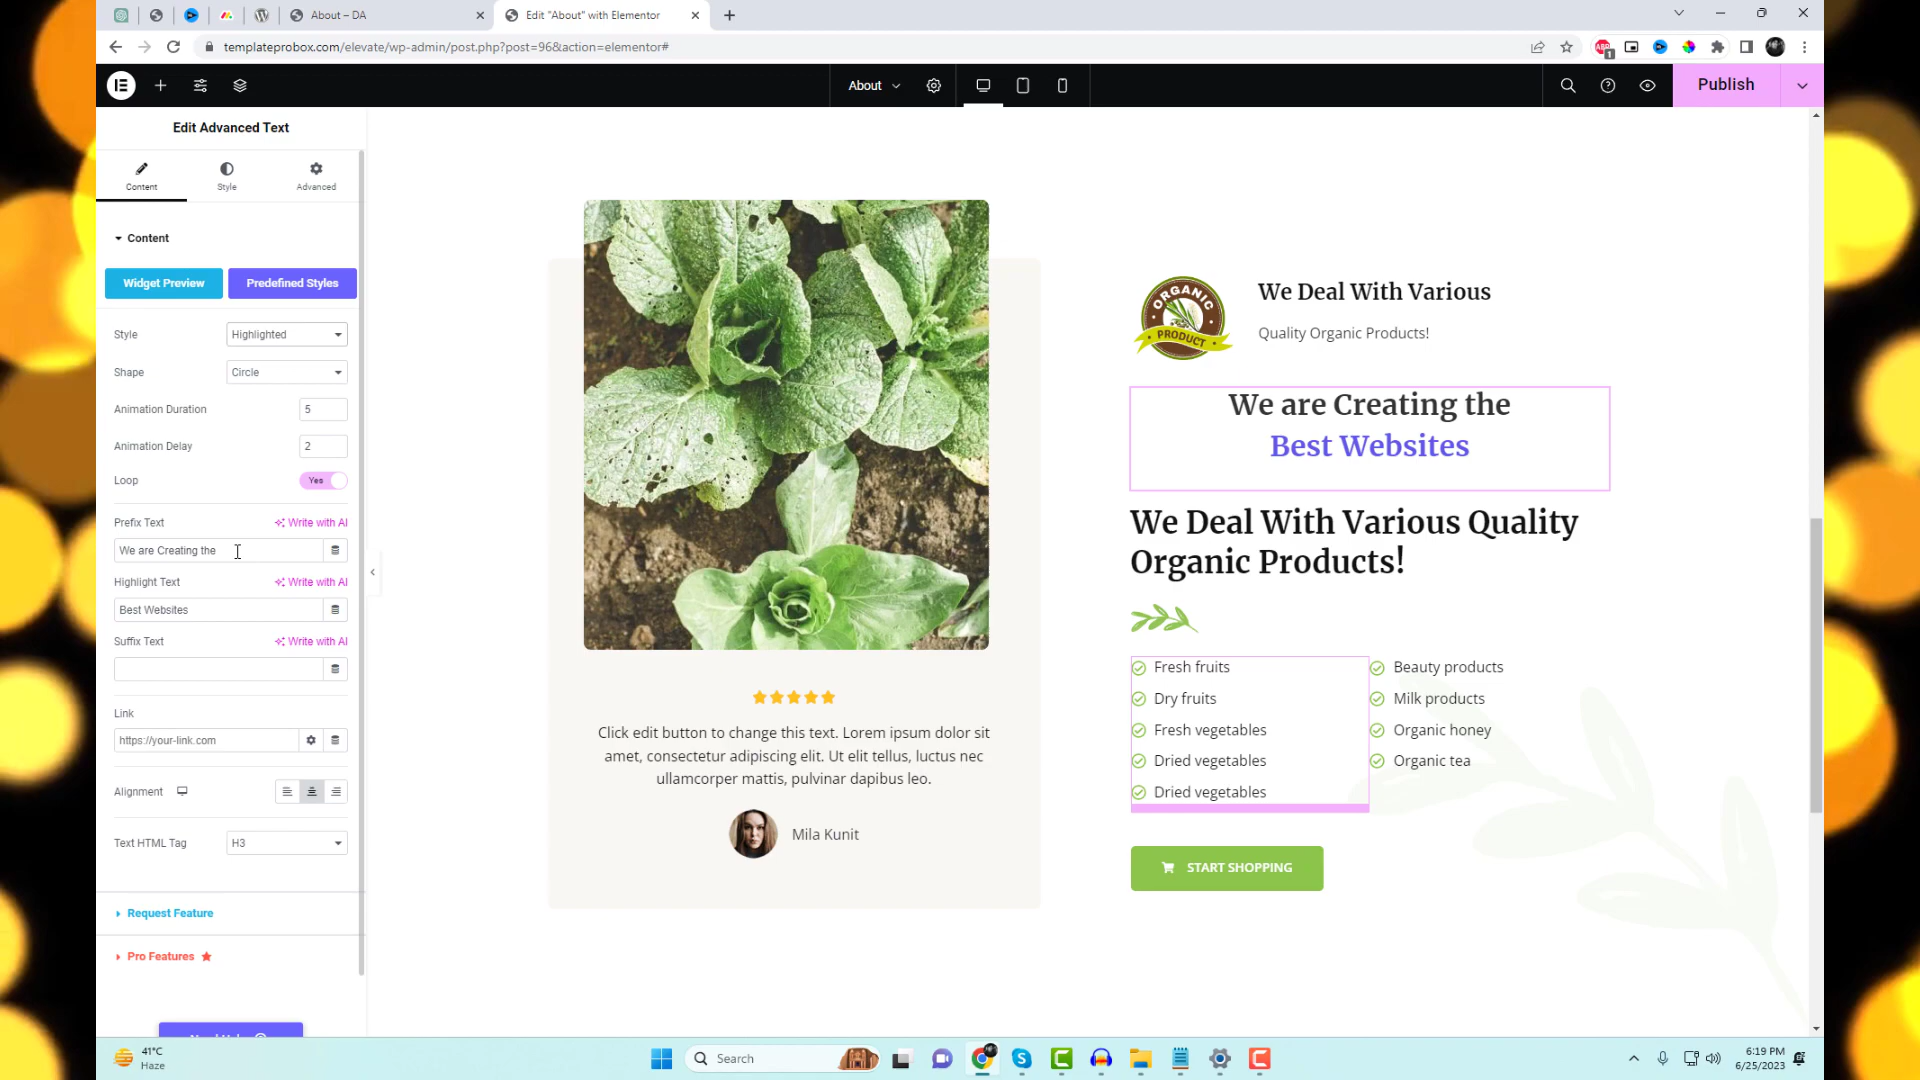 About – DA
Edit "About" with Elementor
templateprobox.com/elevate/wp-admin/post.php?post=96&action=elementor#
ABP
1
About
Publish
Edit Advanced Text
Content
Style
Advanced
Content
Widget Preview
Predefined Styles
Style
Highlighted
Shape
Circle
Animation Duration
5
Animation Delay
2
Loop
Yes
Prefix Text
Write with AI
We are Creating the
Highlight Text
Write with AI
Best Websites
Suffix Text
Write with AI
Link
https://your-link.com
Alignment
Text HTML Tag
H3
Request Feature
Pro Features
ORGANIC
PRODUCT
We Deal With Various
Quality Organic Products!
We are Creating the
Best Websites
We Deal With Various Quality
Organic Products!
Fresh fruits
Dry fruits
Fresh vegetables
Dried vegetables
Dried vegetables
Beauty products
Milk products
Organic honey
Organic tea
START SHOPPING
Click edit button to change this text. Lorem ipsum dolor sit
amet, consectetur adipiscing elit. Ut elit tellus, luctus nec
ullamcorper mattis, pulvinar dapibus leo.
Mila Kunit
41°C
Haze
Search
6:19 PM
6/25/2023